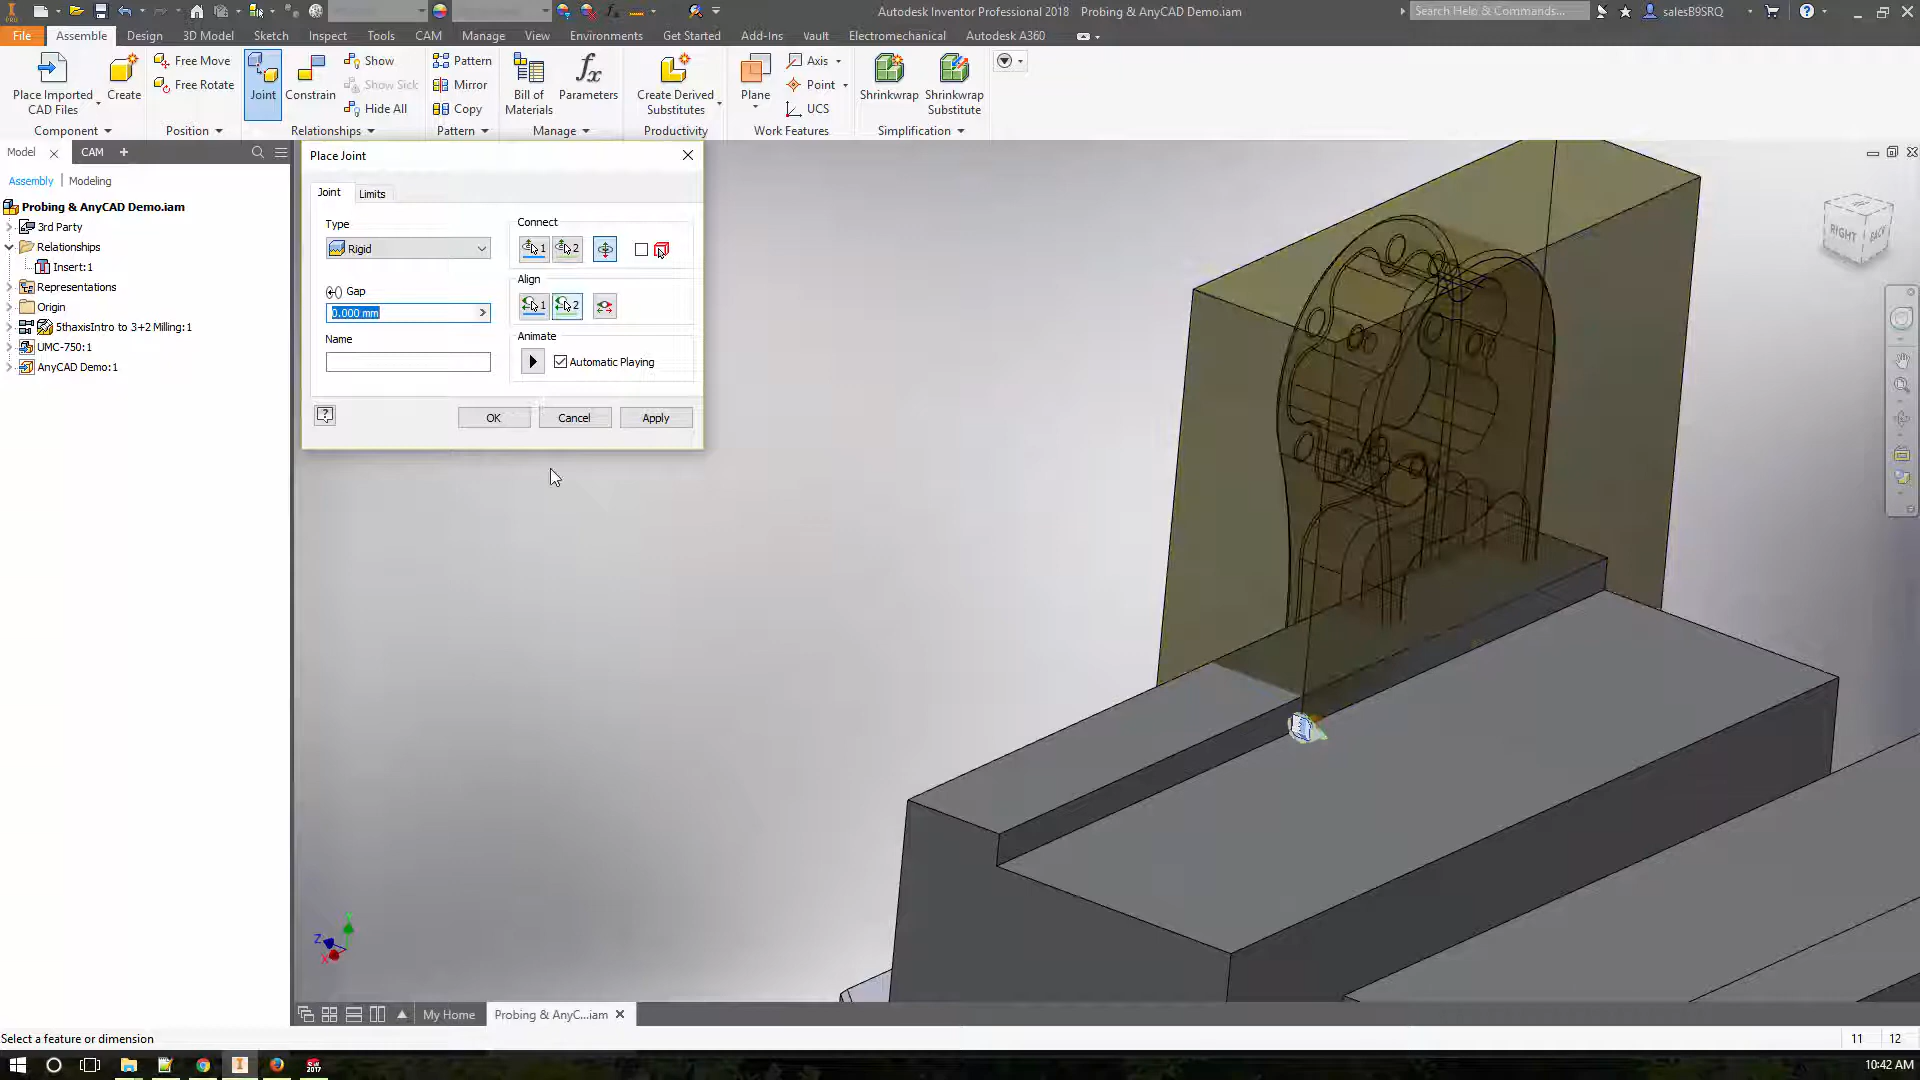 Autodesk Inventor Professional 2018 Probing & AnyCAD Demo.iam
Search Help & Commands...
salesB9SRQ
File Assemble Design 3D Model Sketch Inspect Tools CAM Manage View Environments Get Started Add-Ins Vault Electromechanical Autodesk A360
Place Imported CAD Files
Create
Free Move
Free Rotate
Joint
Constrain
Show
Show Sick
Hide All
Pattern
Mirror
Copy
Bill of Materials
fx
Parameters
Create Derived Substitutes
Plane
Axis
Point
UCS
Shrinkwrap
Shrinkwrap Substitute
Component Position Relationships Pattern Manage Productivity Work Features Simplification
Model CAM +
Assembly Modeling
Probing & AnyCAD Demo.iam
3rd Party
Relationships
Insert:1
Representations
Origin
5thaxisIntro to 3+2 Milling:1
UMC-750:1
AnyCAD Demo:1
Place Joint
Joint Limits
Type
Rigid
Gap
0.000 mm
Name
Connect
1 2
Align
1 2
Animate
Automatic Playing
OK Cancel Apply
RIGHT BACK
Z Y X
My Home
Probing & AnyC...iam
Select a feature or dimension
11 12
10:42 AM